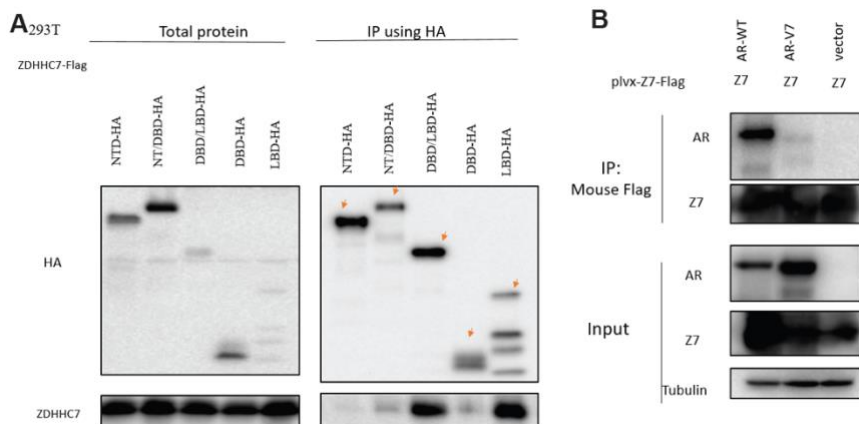 A
293T
Total protein
IP using HA
ZDHHC7-Flag
NTD-HA
NT/DBD-HA
DBD/LBD-HA
DBD-HA
LBD-HA
NTD-HA
NT/DBD-HA
DBD/LBD-HA
DBD-HA
LBD-HA
HA
ZDHHC7
B
AR-WT
AR-V7
vector
plvx-Z7-Flag
Z7
Z7
Z7
IP:
Mouse Flag
AR
Z7
Input
AR
Z7
Tubulin